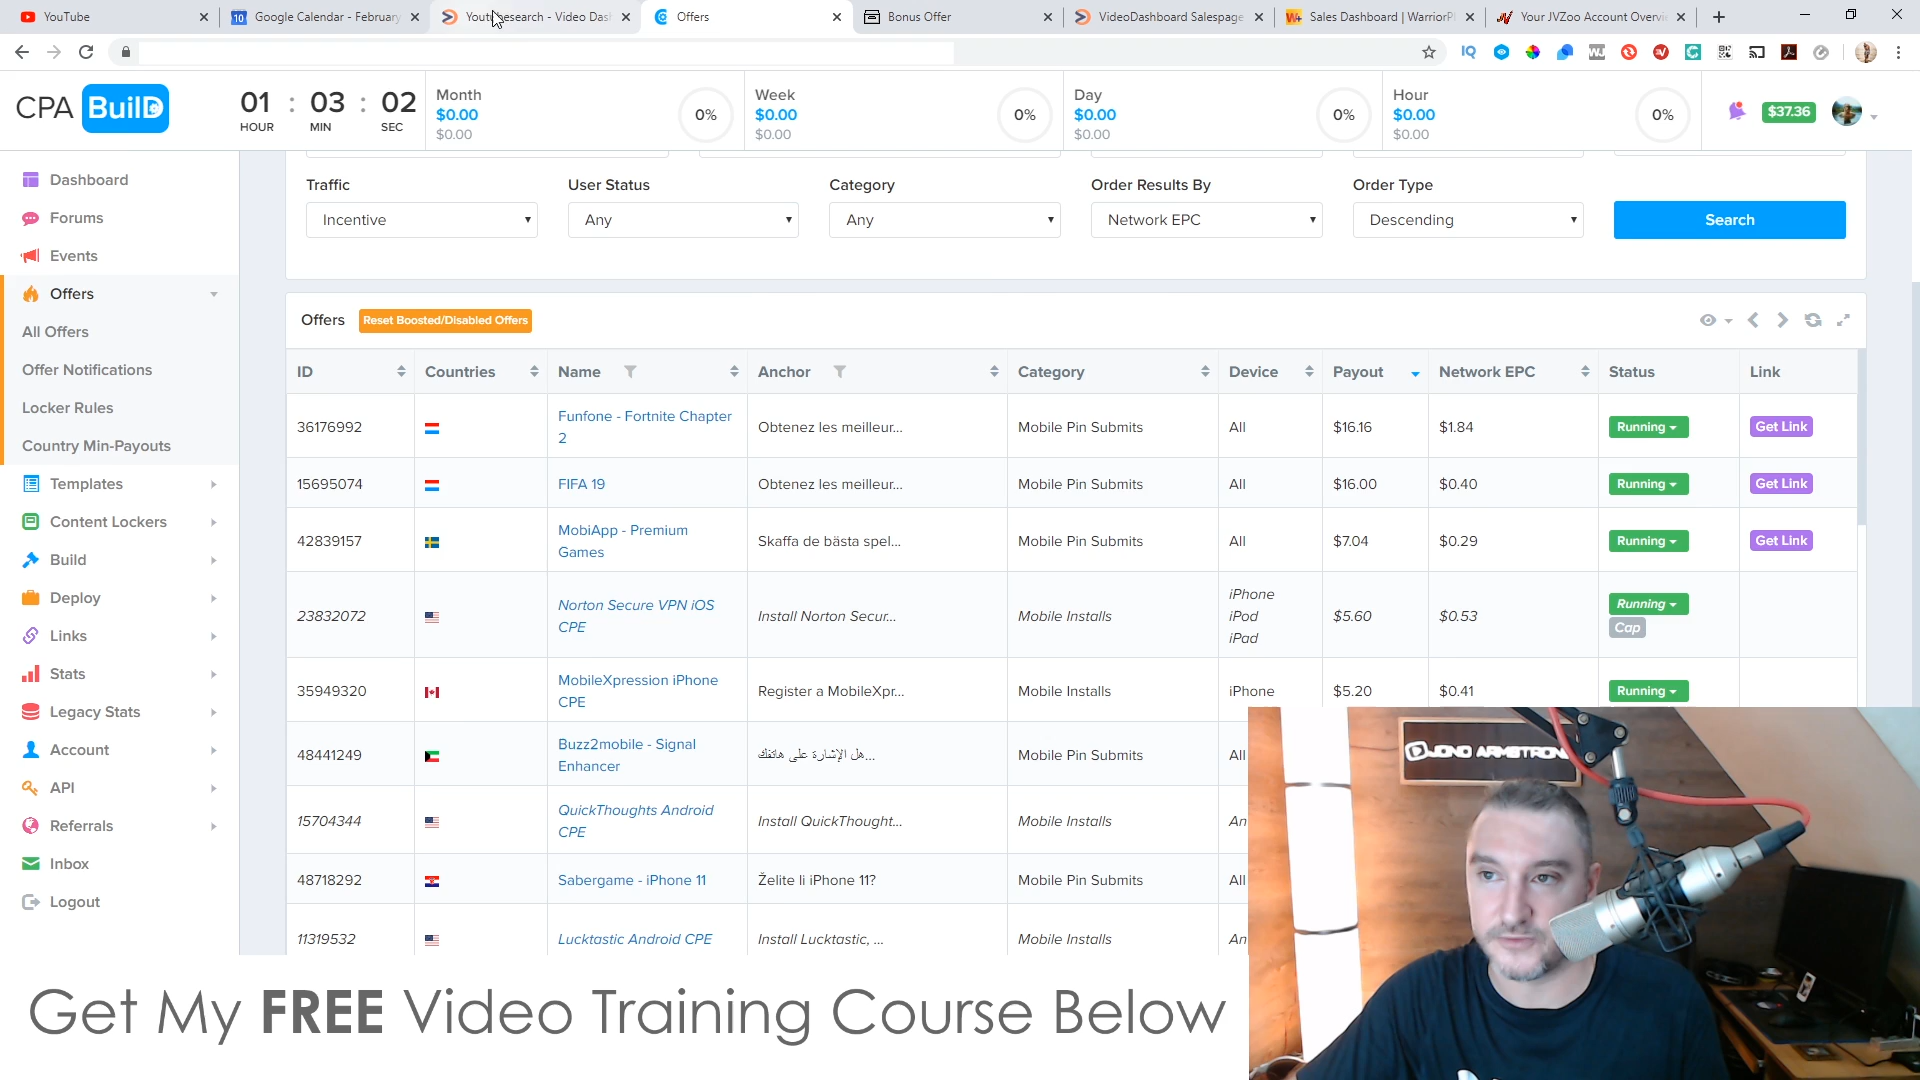 YouTube
Google Calendar - February
Youtube Research - Video Das
Offers
Bonus Offer
VideoDashboard Salespage
Sales Dashboard | WarriorPl
Your JVZoo Account Overvi
CPA BuilD
01 : 03 : 02
HOUR MIN SEC
Month
$0.00
$0.00
0%
Week
$0.00
$0.00
0%
Day
$0.00
$0.00
0%
Hour
$0.00
$0.00
0%
$37.36
Dashboard
Forums
Events
Offers
All Offers
Offer Notifications
Locker Rules
Country Min-Payouts
Templates
Content Lockers
Build
Deploy
Links
Stats
Legacy Stats
Account
API
Referrals
Inbox
Logout
Traffic User Status Category Order Results By Order Type
Incentive Any Any Network EPC Descending Search
Offers Reset Boosted/Disabled Offers
ID Countries Name Anchor Category Device Payout Network EPC Status Link
36176992 Funfone - Fortnite Chapter 2 Obtenez les meilleur... Mobile Pin Submits All $16.16 $1.84 Running Get Link
15695074 FIFA 19 Obtenez les meilleur... Mobile Pin Submits All $16.00 $0.40 Running Get Link
42839157 MobiApp - Premium Games Skaffa de bästa spel... Mobile Pin Submits All $7.04 $0.29 Running Get Link
23832072 Norton Secure VPN iOS CPE Install Norton Secur... Mobile Installs iPhone iPod iPad $5.60 $0.53 Running Cap
35949320 MobileXpression iPhone CPE Register a MobileXpr... Mobile Installs iPhone $5.20 $0.41 Running
48441249 Buzz2mobile - Signal Enhancer هل الإشارة على هاتفك... Mobile Pin Submits All
15704344 QuickThoughts Android CPE Install QuickThought... Mobile Installs An
48718292 Sabergame - iPhone 11 Želite li iPhone 11? Mobile Pin Submits All
11319532 Lucktastic Android CPE Install Lucktastic, ... Mobile Installs An
JONO ARMSTRON
Get My FREE Video Training Course Below